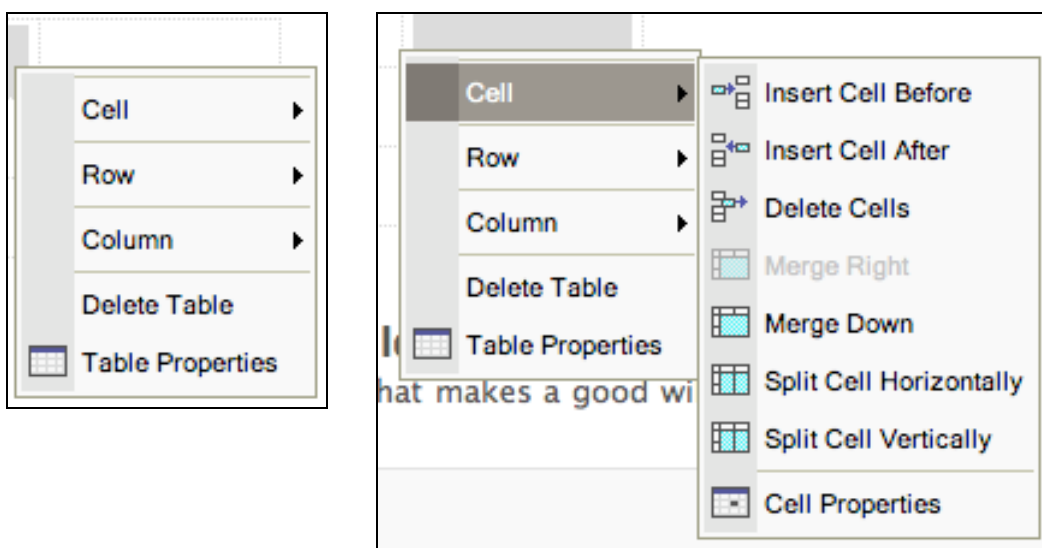 Cell
Row
Column
Delete Table
Table Properties
Cell
Row
Column
Delete Table
Table Properties
hat makes a good wi
Insert Cell Before
Insert Cell After
Delete Cells
Merge Right
Merge Down
Split Cell Horizontally
Split Cell Vertically
Cell Properties